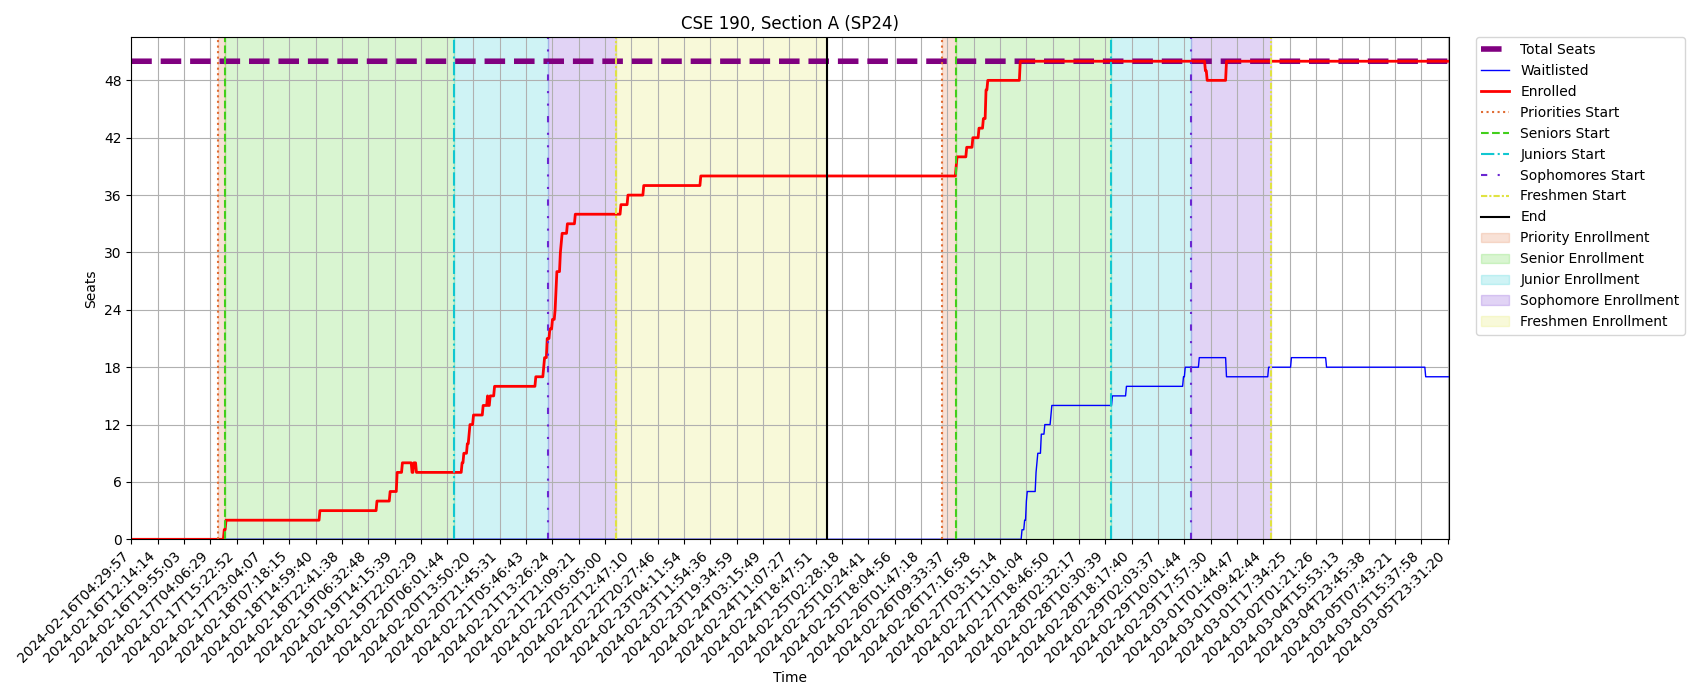 CSE 190, Section A (SP24)
Seats
48
42
36
30
24
18
12
6
0
2024-02-16T04:29:57
2024-02-16T12:14:14
2024-02-16T19:55:03
2024-02-17T04:06:29
2024-02-17T15:22:52
2024-02-17T23:04:07
2024-02-18T07:18:15
2024-02-18T14:59:40
2024-02-18T22:41:38
2024-02-19T06:32:48
2024-02-19T14:15:39
2024-02-19T22:02:29
2024-02-20T06:01:44
2024-02-20T13:50:20
2024-02-20T21:45:31
2024-02-21T05:46:43
2024-02-21T13:26:24
2024-02-21T21:09:21
2024-02-22T05:05:00
2024-02-22T12:47:10
2024-02-22T20:27:46
2024-02-23T04:11:54
2024-02-23T11:54:36
2024-02-23T19:34:59
2024-02-24T03:15:49
2024-02-24T11:07:27
2024-02-24T18:47:51
2024-02-25T02:28:18
2024-02-25T10:24:41
2024-02-25T18:04:56
2024-02-26T01:47:18
2024-02-26T09:33:37
2024-02-26T17:16:58
2024-02-27T03:15:14
2024-02-27T11:01:04
2024-02-27T18:46:50
2024-02-28T02:32:17
2024-02-28T10:30:39
2024-02-28T18:17:40
2024-02-29T02:03:37
2024-02-29T10:01:44
2024-02-29T17:57:30
2024-03-01T01:44:47
2024-03-01T09:42:44
2024-03-01T17:34:25
2024-03-02T01:21:26
2024-03-04T15:53:13
2024-03-04T23:45:38
2024-03-05T07:43:21
2024-03-05T15:37:58
2024-03-05T23:31:20
Time
Total Seats
Waitlisted
Enrolled
Priorities Start
Seniors Start
Juniors Start
Sophomores Start
Freshmen Start
End
Priority Enrollment
Senior Enrollment
Junior Enrollment
Sophomore Enrollment
Freshmen Enrollment